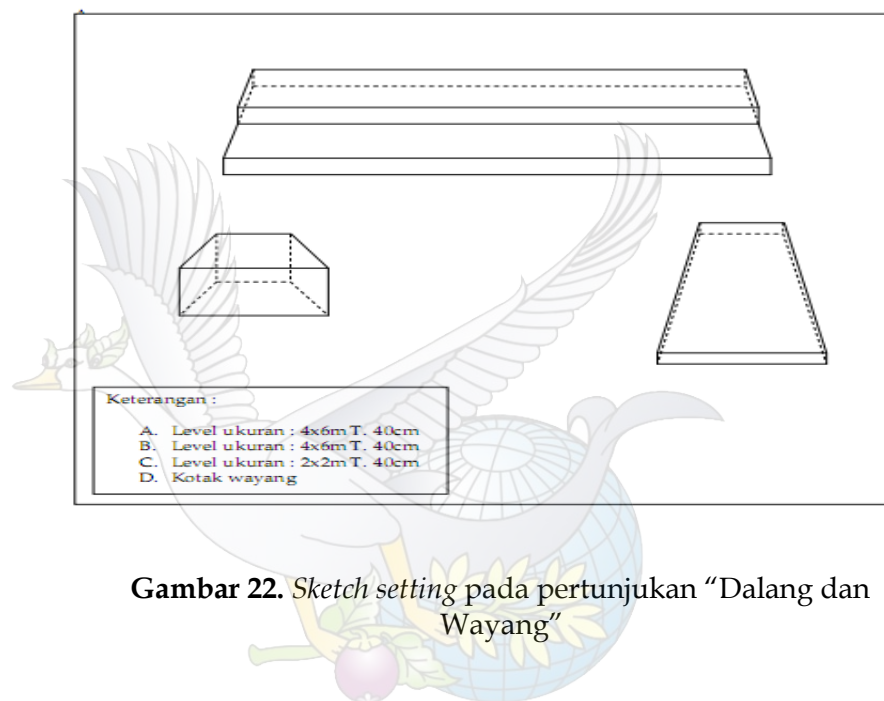 Keterangan :
A. Level ukuran : 4x6m T. 40cm
B. Level ukuran : 4x6m T. 40cm
C. Level ukuran : 2x2m T. 40cm
D. Kotak wayang
Gambar 22. Sketch setting pada pertunjukan “Dalang dan
Wayang”